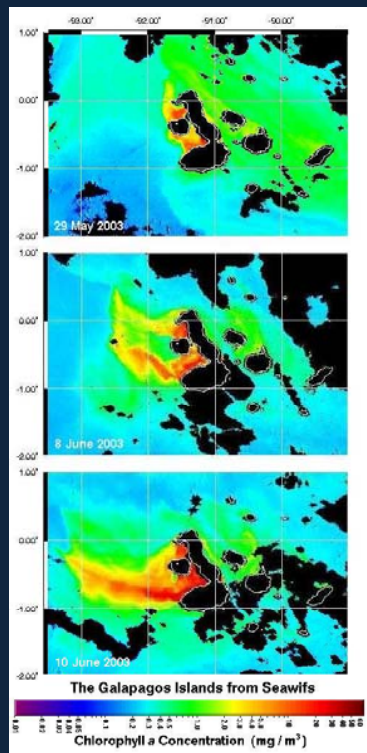 -93.00° -92.00° -91.00° -90.00°
1.00°
0.00°
-1.00°
-2.00°
29 May 2003
1.00°
0.00°
-1.00°
-2.00°
8 June 2003
1.00°
0.00°
-1.00°
-2.00°
10 June 2003
The Galapagos Islands from Seawifs
Chlorophyll a Concentration (mg / m³)